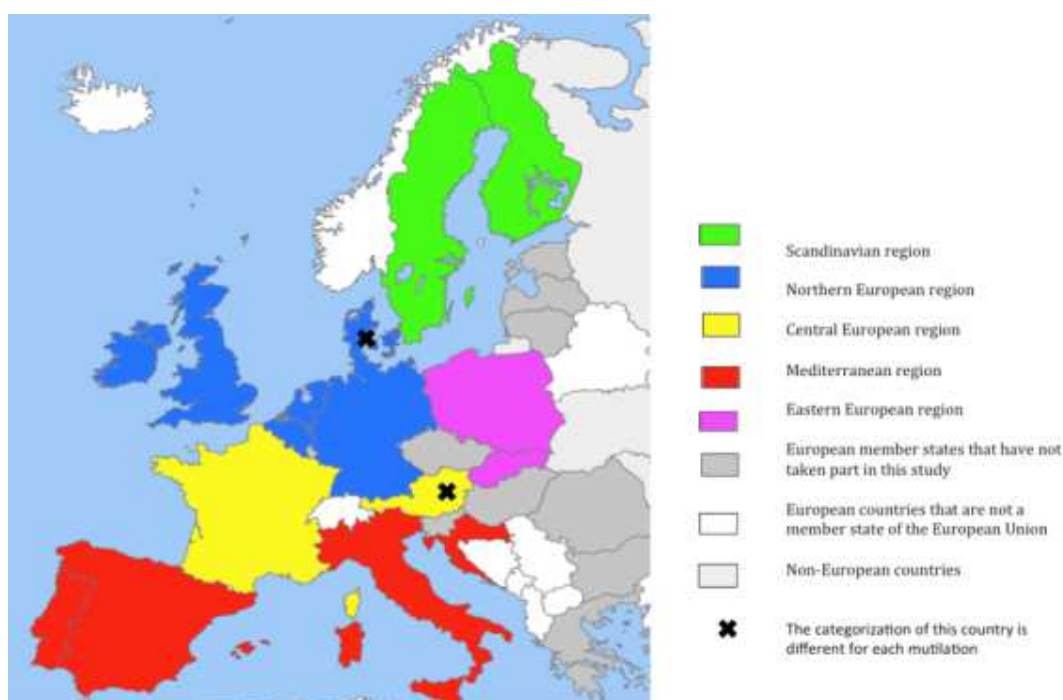 Scandinavian region
Northern European region
Central European region
Mediterranean region
Eastern European region
European member states that have not
taken part in this study
European countries that are not a
member state of the European Union
Non-European countries
The categorization of this country is
different for each mutilation